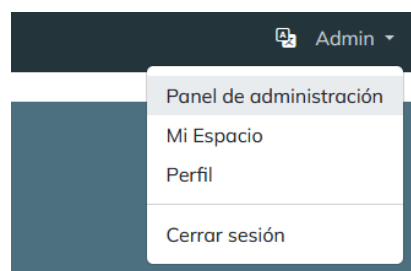 Admin
Panel de administración
Mi Espacio
Perfil
Cerrar sesión